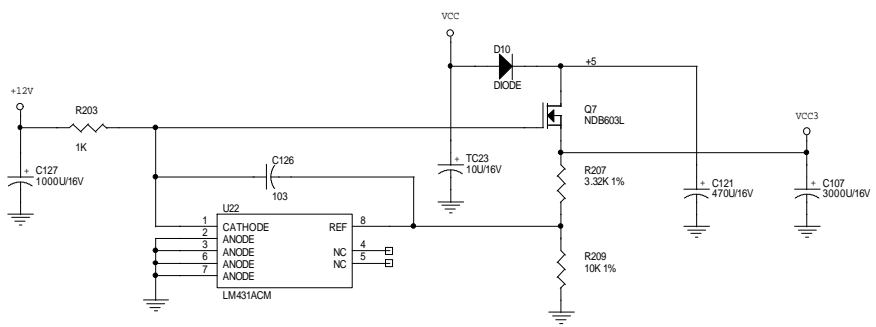 VCC
D10
+5
DIODE
+12V
R203
1K
Q7
NDB603L
VCC3
C126
103
+
C127
1000U/16V
+
TC23
10U/16V
R207
3.32K 1%
+
C121
470U/16V
+
C107
3000U/16V
U22
1 CATHODE REF 8
2 ANODE
3 ANODE NC 4
6 ANODE NC 5
7 ANODE
LM431ACM
R209
10K 1%